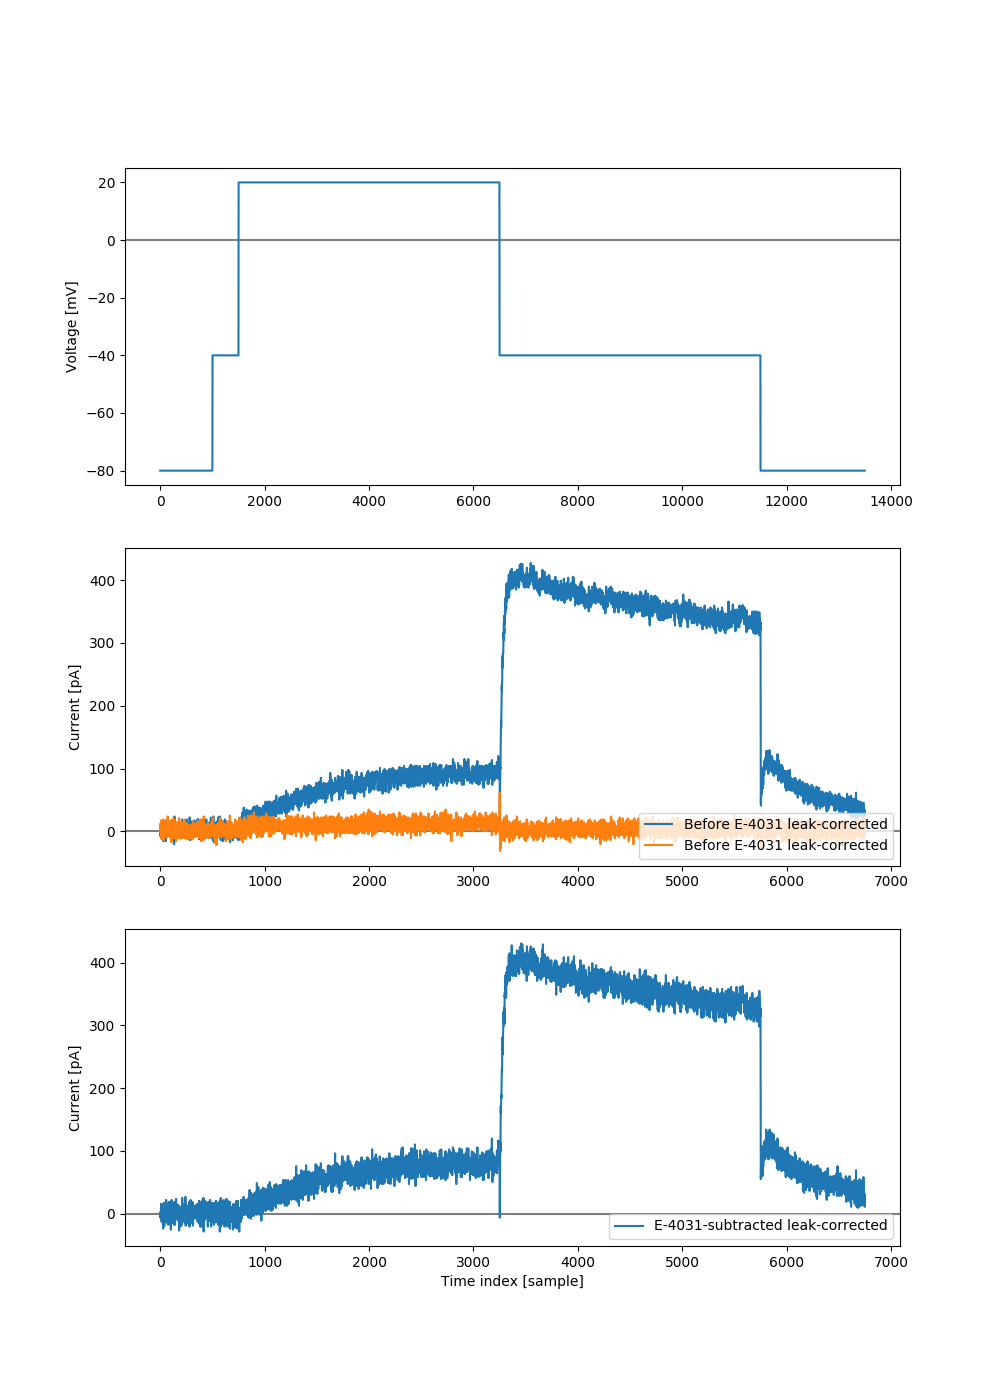 20
0
−20
−40
−60
−80
Voltage [mV]
0 2000 4000 6000 8000 10000 12000 14000
400
300
200
100
0
Current [pA]
Before E-4031 leak-corrected
Before E-4031 leak-corrected
0 1000 2000 3000 4000 5000 6000 7000
400
300
200
100
0
Current [pA]
E-4031-subtracted leak-corrected
0 1000 2000 3000 4000 5000 6000 7000
Time index [sample]